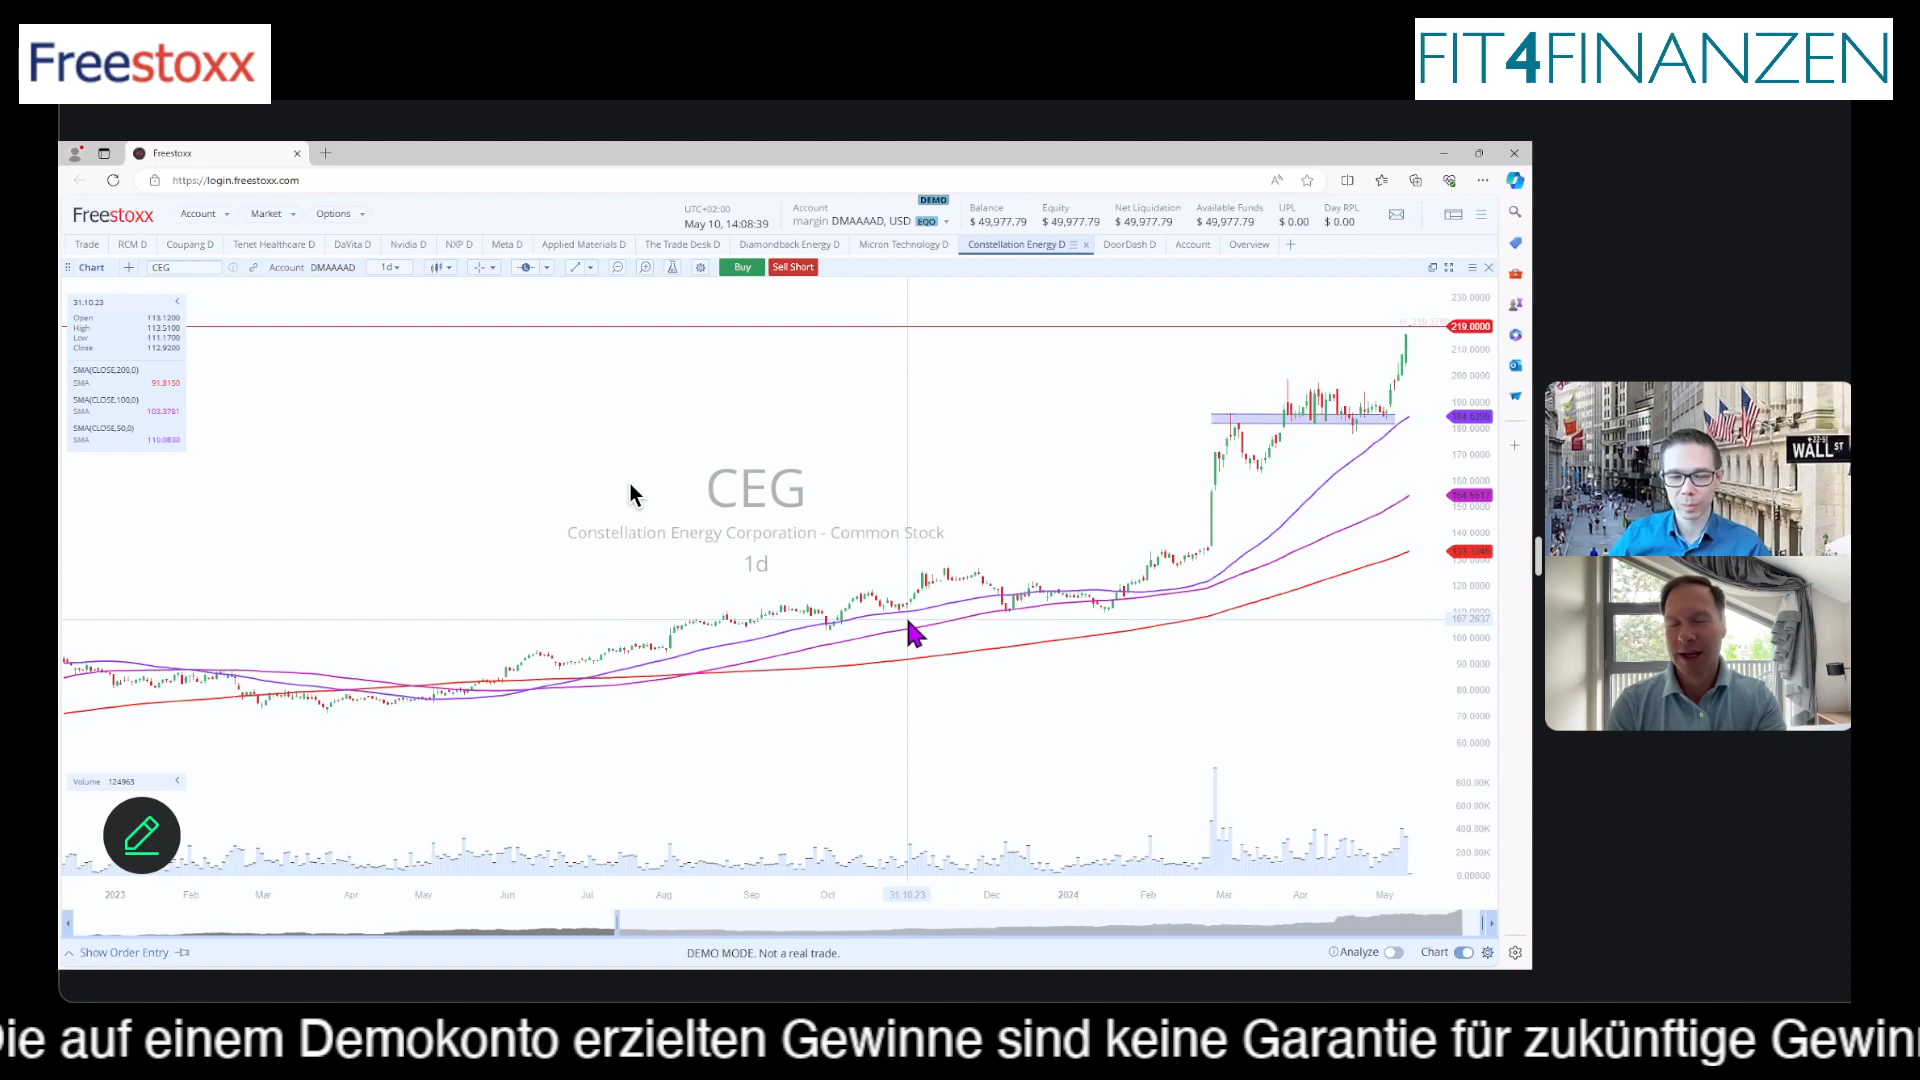 Freestoxx
FIT4FINANZEN
Freestoxx
https://login.freestoxx.com
Freestoxx
Account
Market
Options
UTC+02:00
May 10, 14:08:39
Account
margin DMAAAAD, USD EQO
DEMO
Balance
$ 49,977.79
Equity
$ 49,977.79
Net Liquidation
$ 49,977.79
Available Funds
$ 49,977.79
UPL
$ 0.00
Day RPL
$ 0.00
Trade RCM D Coupang D Tenet Healthcare D DaVita D Nvidia D NXP D Meta D Applied Materials D The Trade Desk D Diamondback Energy D Micron Technology D Constellation Energy D DoorDash D Account Overview
Chart CEG Account DMAAAAD 1d Buy Sell Short
31.10.23
Open 113.1200
High 113.5100
Low 111.1700
Close 112.9200
SMA(CLOSE,200,0)
SMA 91.8150
SMA(CLOSE,100,0)
SMA 103.3781
SMA(CLOSE,50,0)
SMA 110.0830
CEG
Constellation Energy Corporation - Common Stock
1d
230.0000
219.0000
210.0000
200.0000
190.0000
180.0000
170.0000
160.0000
150.0000
140.0000
120.0000
107.2637
100.0000
90.0000
80.0000
70.0000
60.0000
WALL ST
Volume 124963
800.00K
600.00K
400.00K
200.00K
0.00000
2023 Feb Mar Apr May Jun Jul Aug Sep Oct 31.10.23 Dec 2024 Feb Mar Apr May
Show Order Entry
DEMO MODE. Not a real trade.
Analyze
Chart
Die auf einem Demokonto erzielten Gewinne sind keine Garantie für zukünftige Gewinn